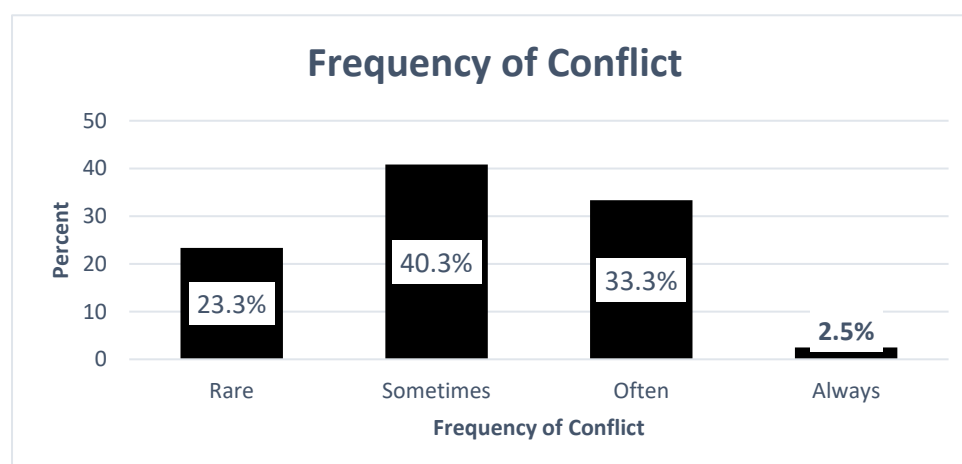 Frequency of Conflict
50
40
30
20
10
0
Percent
23.3%
40.3%
33.3%
2.5%
Rare Sometimes Often Always
Frequency of Conflict